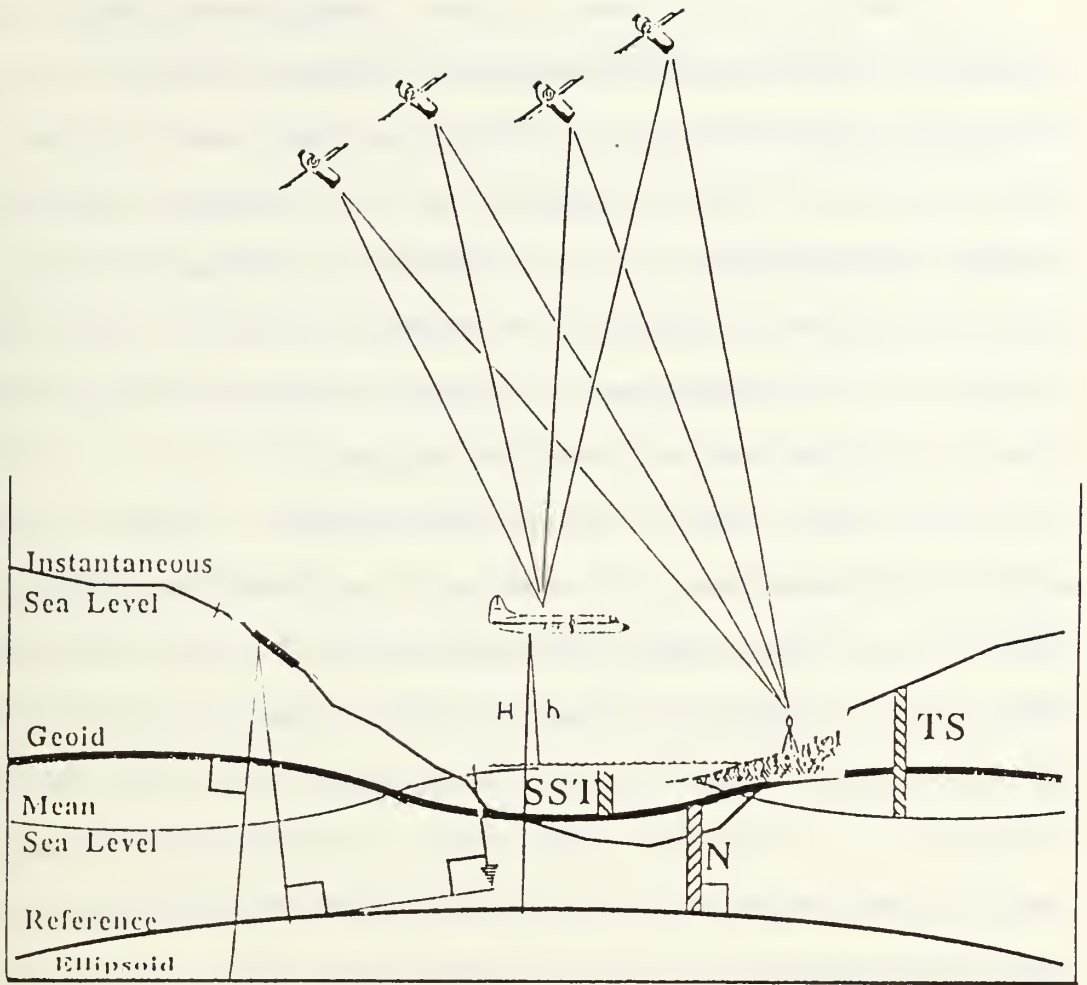 Instantaneous
Sea Level
H h
Geoid
TS
SST
Mean
Sea Level
N
Reference
Ellipsoid